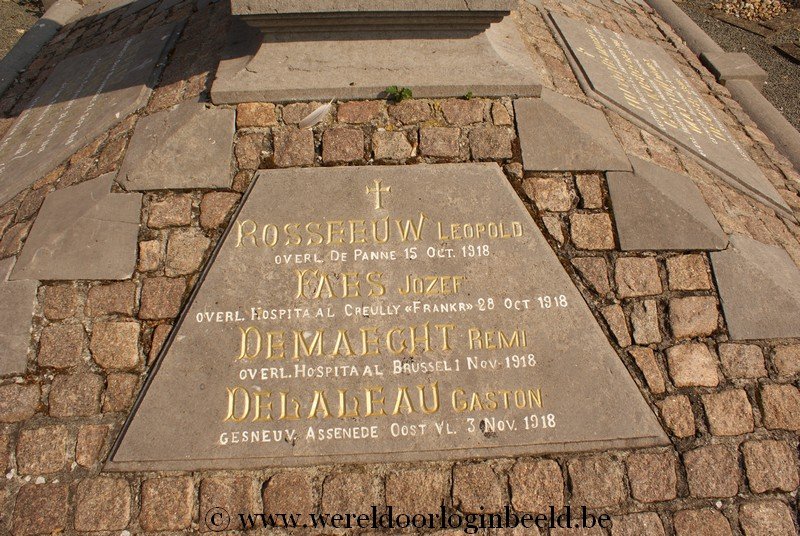 ROSSEEUW LEOPOLD
OVERL. DE PANNE 15 OCT. 1918
FAES JOZEF
OVERL. HOSPITAAL CREULLY «FRANKR» 28 OCT 1918
DEMAEGHT REMI
OVERL. HOSPITAAL BRUSSEL 1 NOV. 1918
DELALEAU GASTON
GESNEUV. ASSENEDE OOST VL. 3 NOV. 1918
© www.wereldoorloginbeeld.be